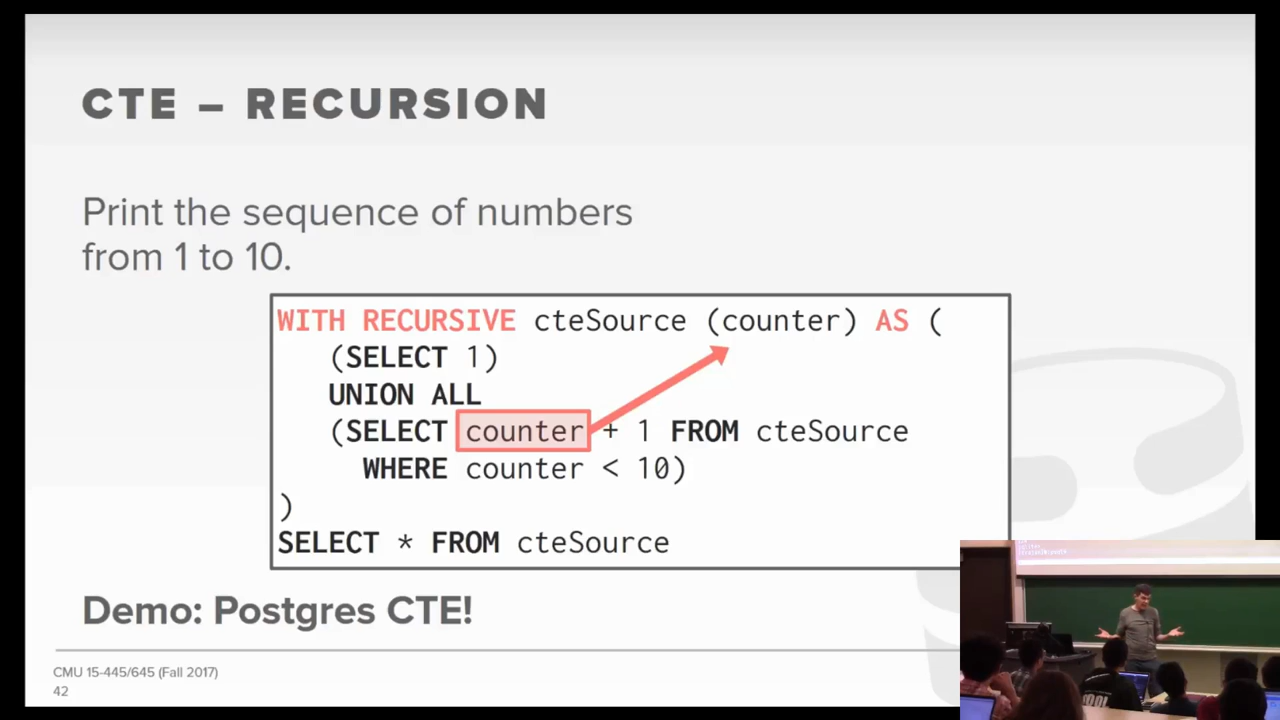 CTE – RECURSION
Print the sequence of numbers
from 1 to 10.
WITH RECURSIVE cteSource (counter) AS (
(SELECT 1)
UNION ALL
(SELECT counter + 1 FROM cteSource
WHERE counter < 10)
)
SELECT * FROM cteSource
Demo: Postgres CTE!
CMU 15-445/645 (Fall 2017)
42